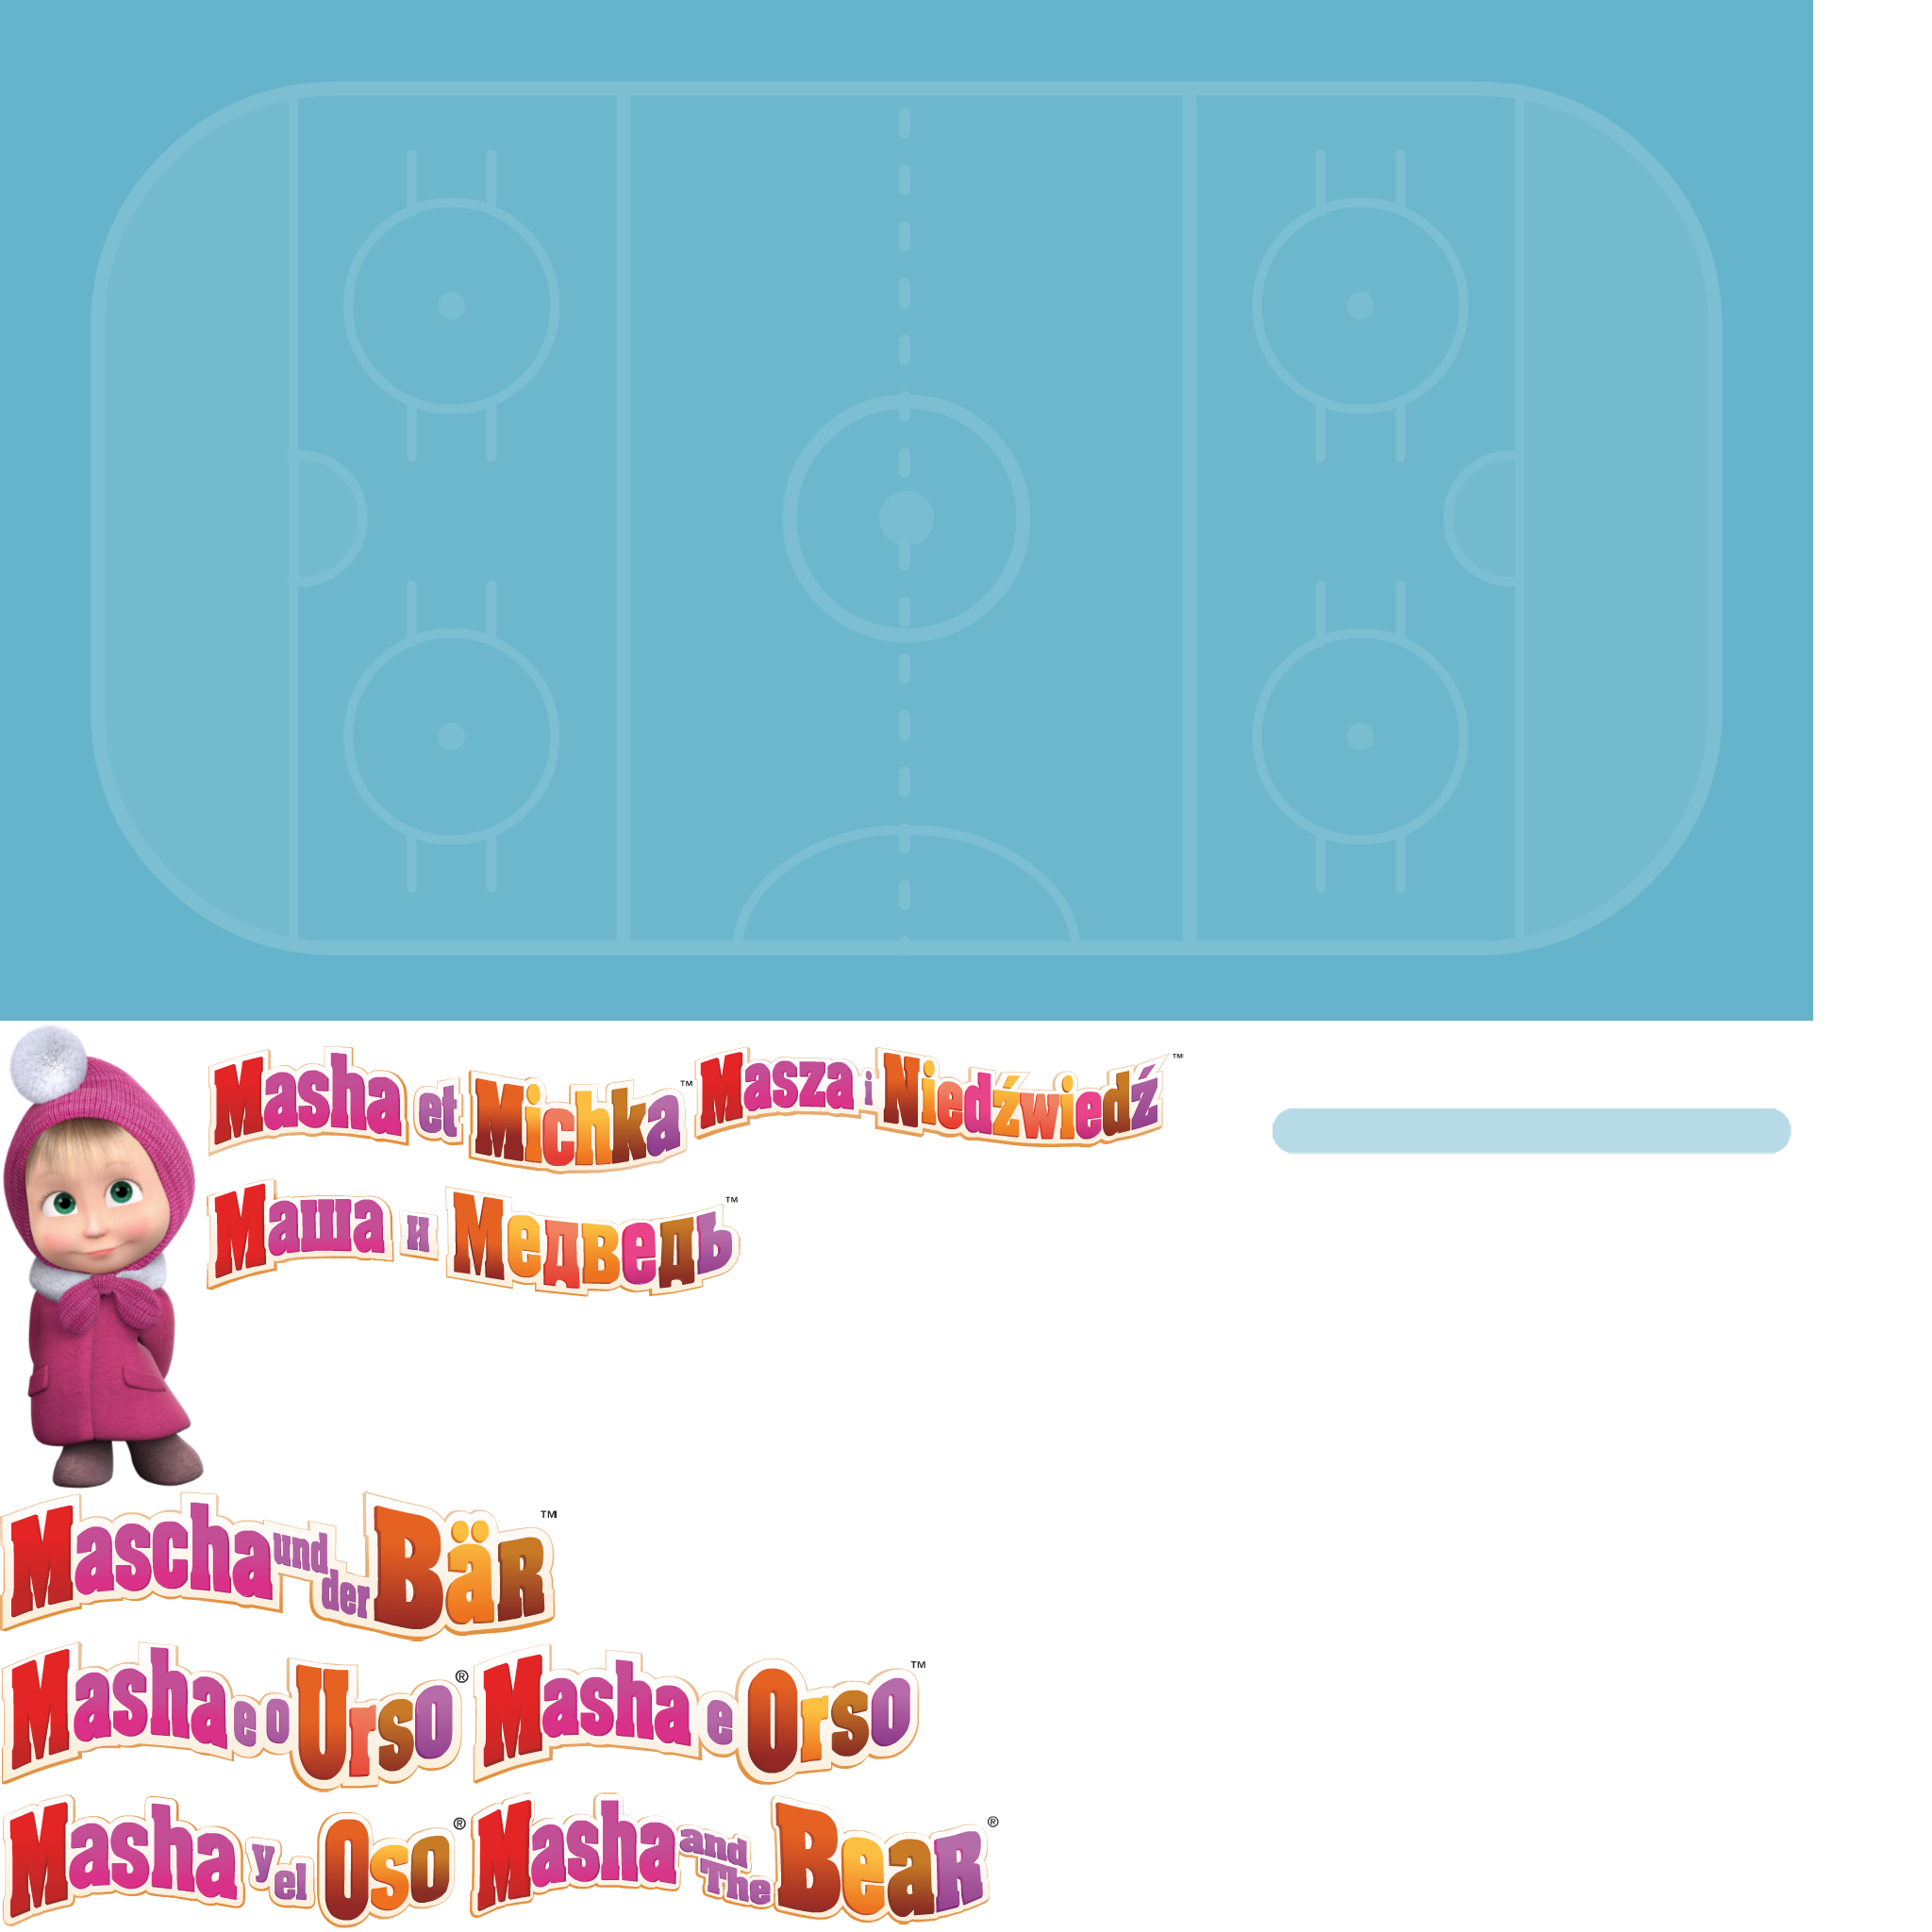 Masha et Michka™
Masza i Niedźwiedź™
Маша и Медведь™
Mascha und der Bär™
Masha e o Urso®
Masha e Orso™
Masha y el Oso®
Masha and The Bear®